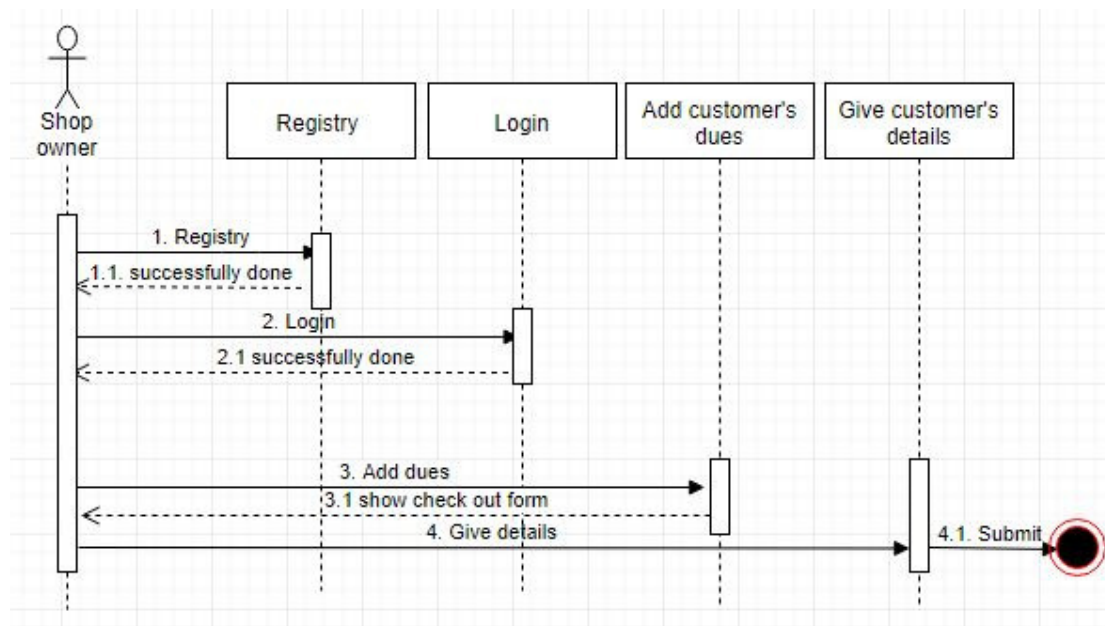 Shop
owner
Registry
Login
Add customer's
dues
Give customer's
details
1. Registry
1.1. successfully done
2. Login
2.1 successfully done
3. Add dues
3.1 show check out form
4. Give details
4.1. Submit